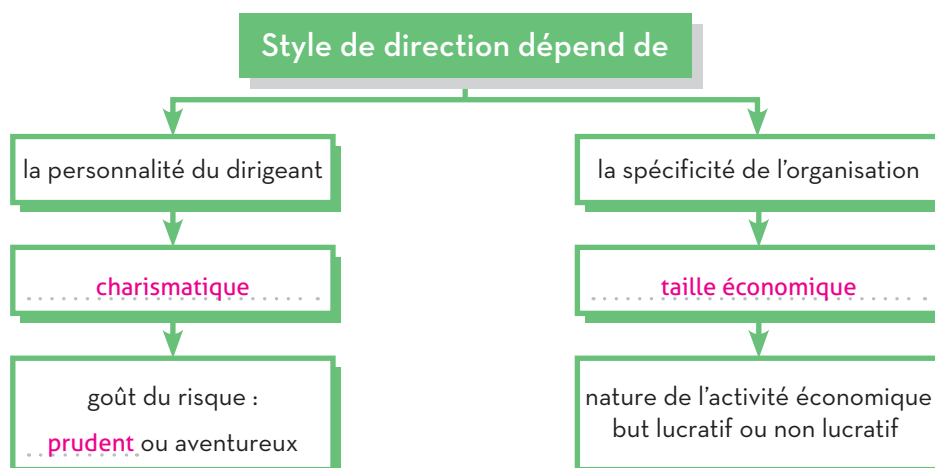 Style de direction dépend de
la personnalité du dirigeant
la spécificité de l'organisation
charismatique
taille économique
goût du risque :
prudent ou aventureux
nature de l'activité économique
but lucratif ou non lucratif